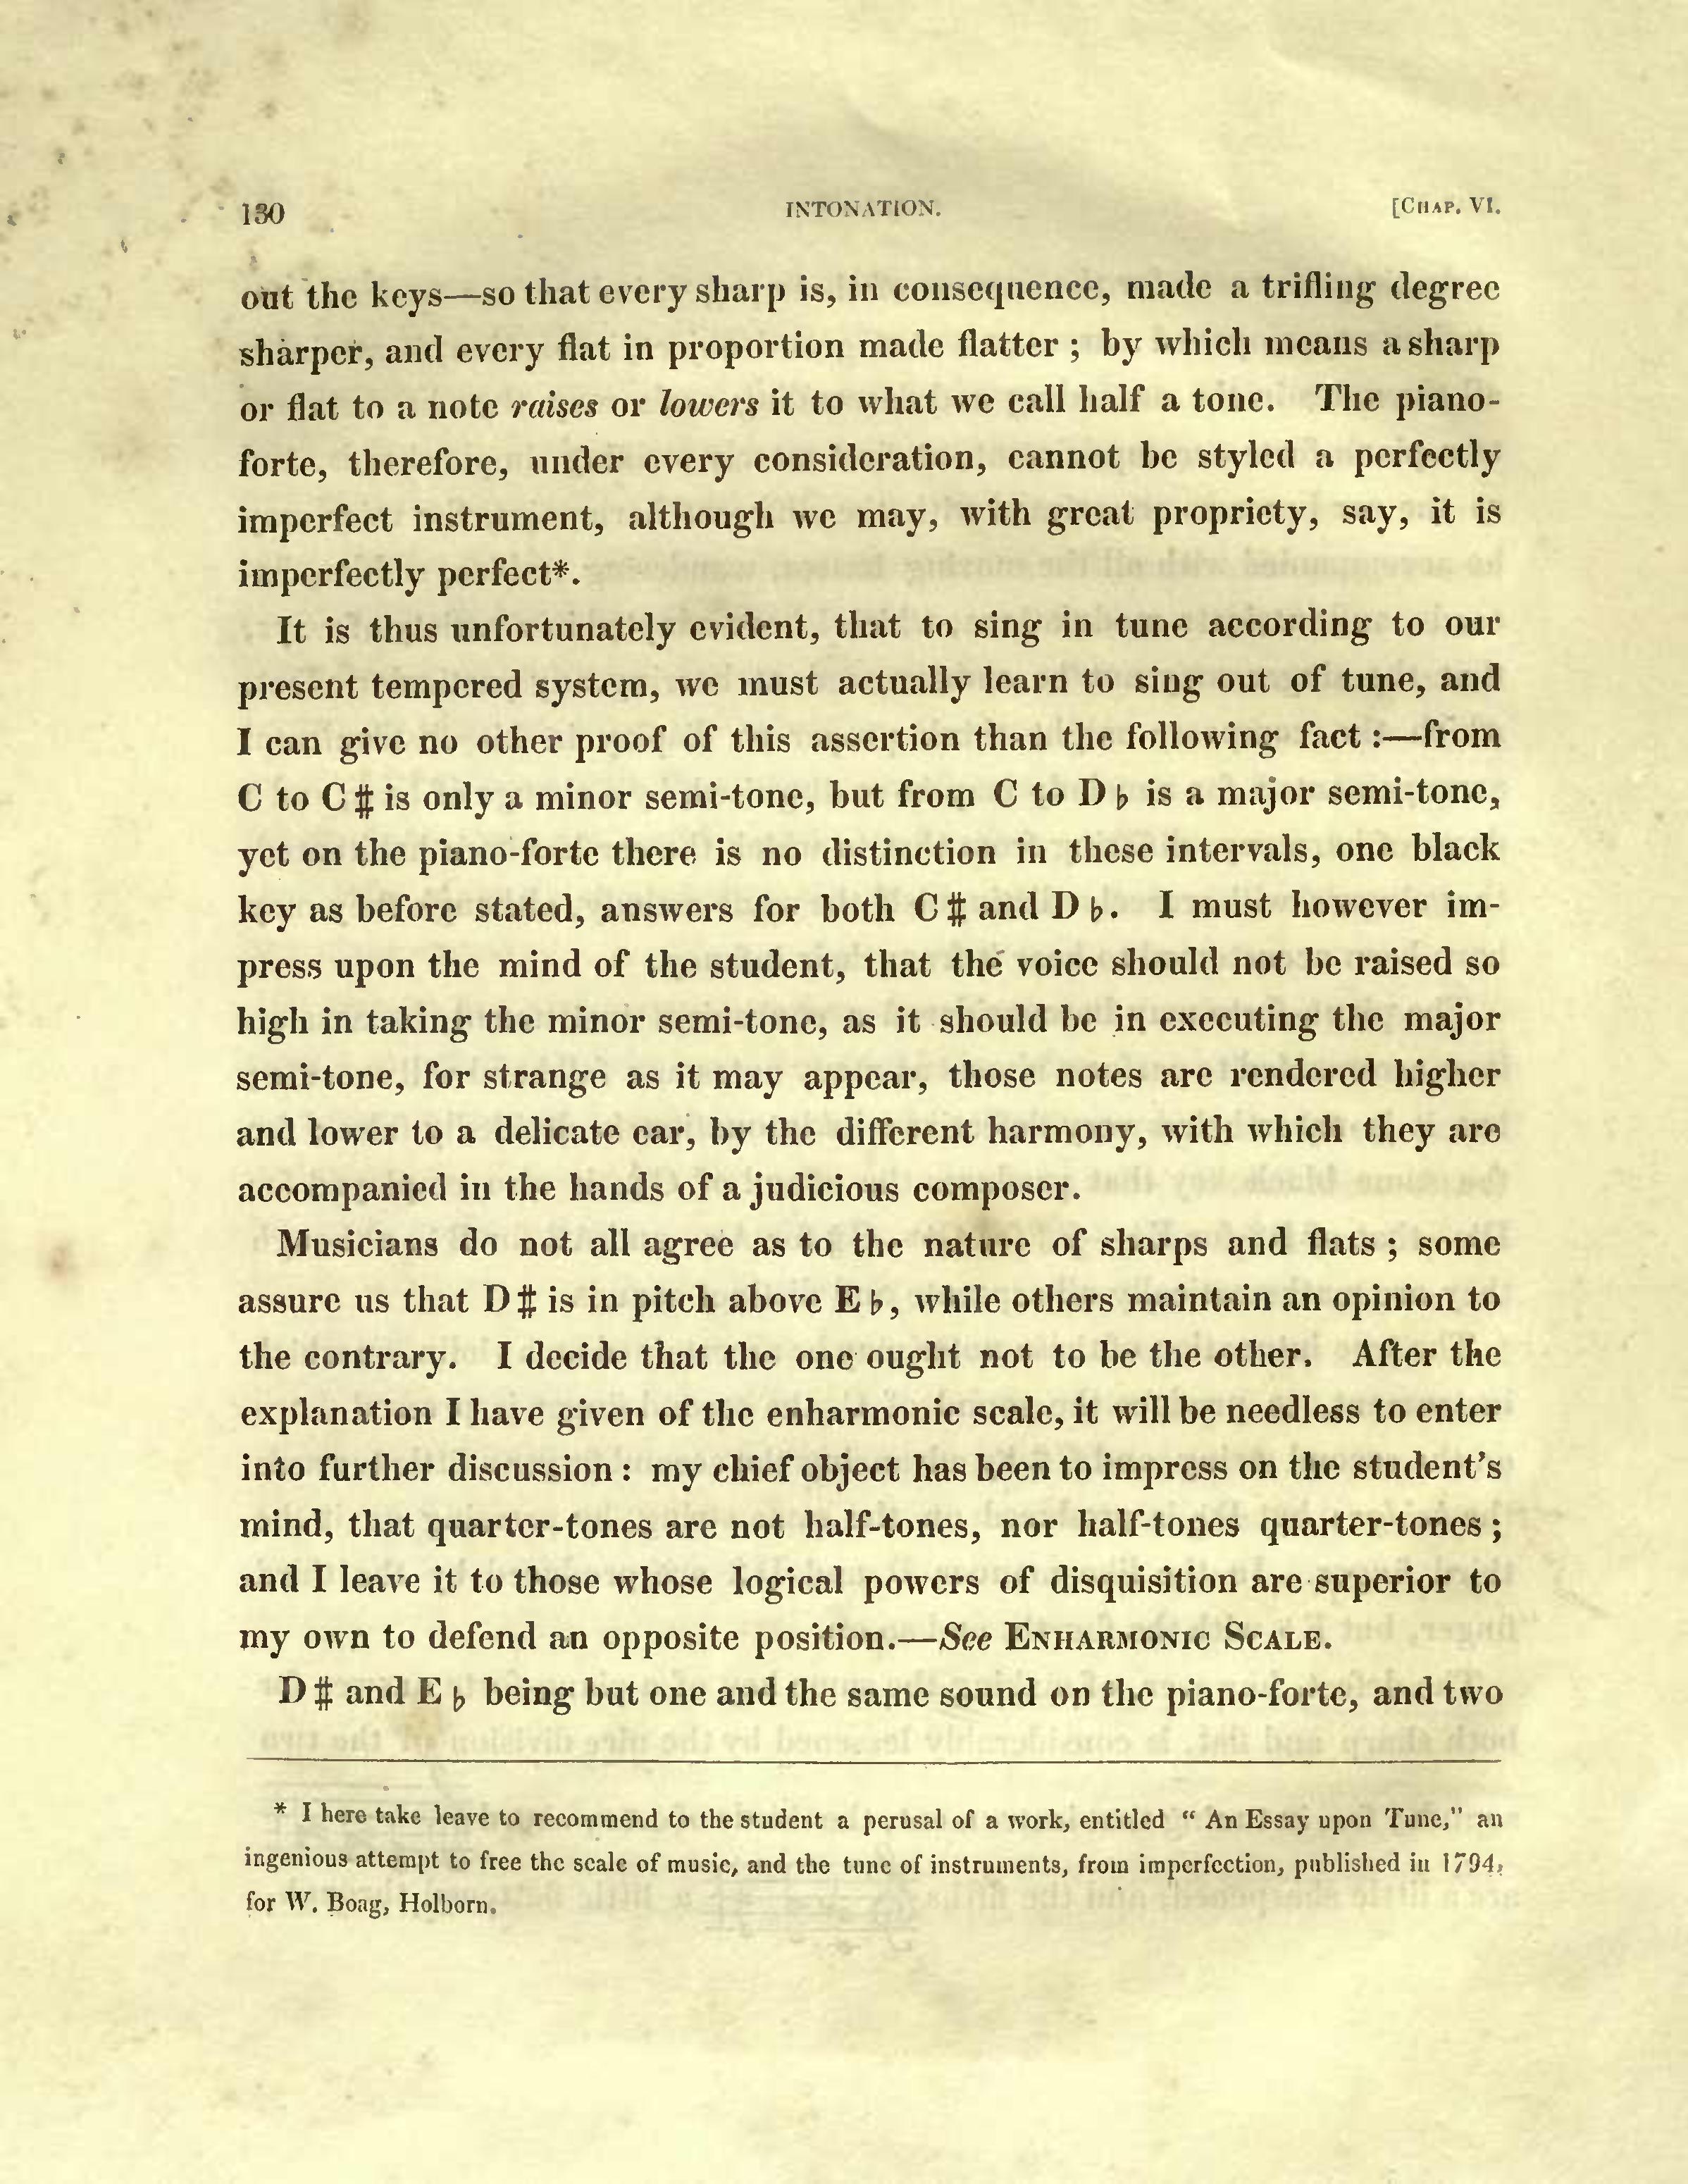 130
INTONATION.
[Chap. VI.
out the keys—so that every sharp is, in consequence, made a trifling degree
sharper, and every flat in proportion made flatter ; by which means a sharp
or flat to a note raises or lowers it to what we call half a tone. The piano-
forte, therefore, under every consideration, cannot be styled a perfectly
imperfect instrument, although we may, with great propriety, say, it is
imperfectly perfect*.
It is thus unfortunately evident, that to sing in tune according to our
present tempered system, we must actually learn to sing out of tune, and
I can give no other proof of this assertion than the following fact :—from
C to C♯ is only a minor semi-tone, but from C to D♭ is a major semi-tone,
yet on the piano-forte there is no distinction in these intervals, one black
key as before stated, answers for both C♯ and D♭. I must however im-
press upon the mind of the student, that the voice should not be raised so
high in taking the minor semi-tone, as it should be in executing the major
semi-tone, for strange as it may appear, those notes are rendered higher
and lower to a delicate ear, by the different harmony, with which they are
accompanied in the hands of a judicious composer.
Musicians do not all agree as to the nature of sharps and flats ; some
assure us that D♯ is in pitch above E♭, while others maintain an opinion to
the contrary. I decide that the one ought not to be the other. After the
explanation I have given of the enharmonic scale, it will be needless to enter
into further discussion : my chief object has been to impress on the student's
mind, that quarter-tones are not half-tones, nor half-tones quarter-tones ;
and I leave it to those whose logical powers of disquisition are superior to
my own to defend an opposite position.—See Enharmonic Scale.
D♯ and E♭ being but one and the same sound on the piano-forte, and two
* I here take leave to recommend to the student a perusal of a work, entitled “ An Essay upon Tune,” an
ingenious attempt to free the scale of music, and the tune of instruments, from imperfection, published in 1794,
for W. Boag, Holborn.